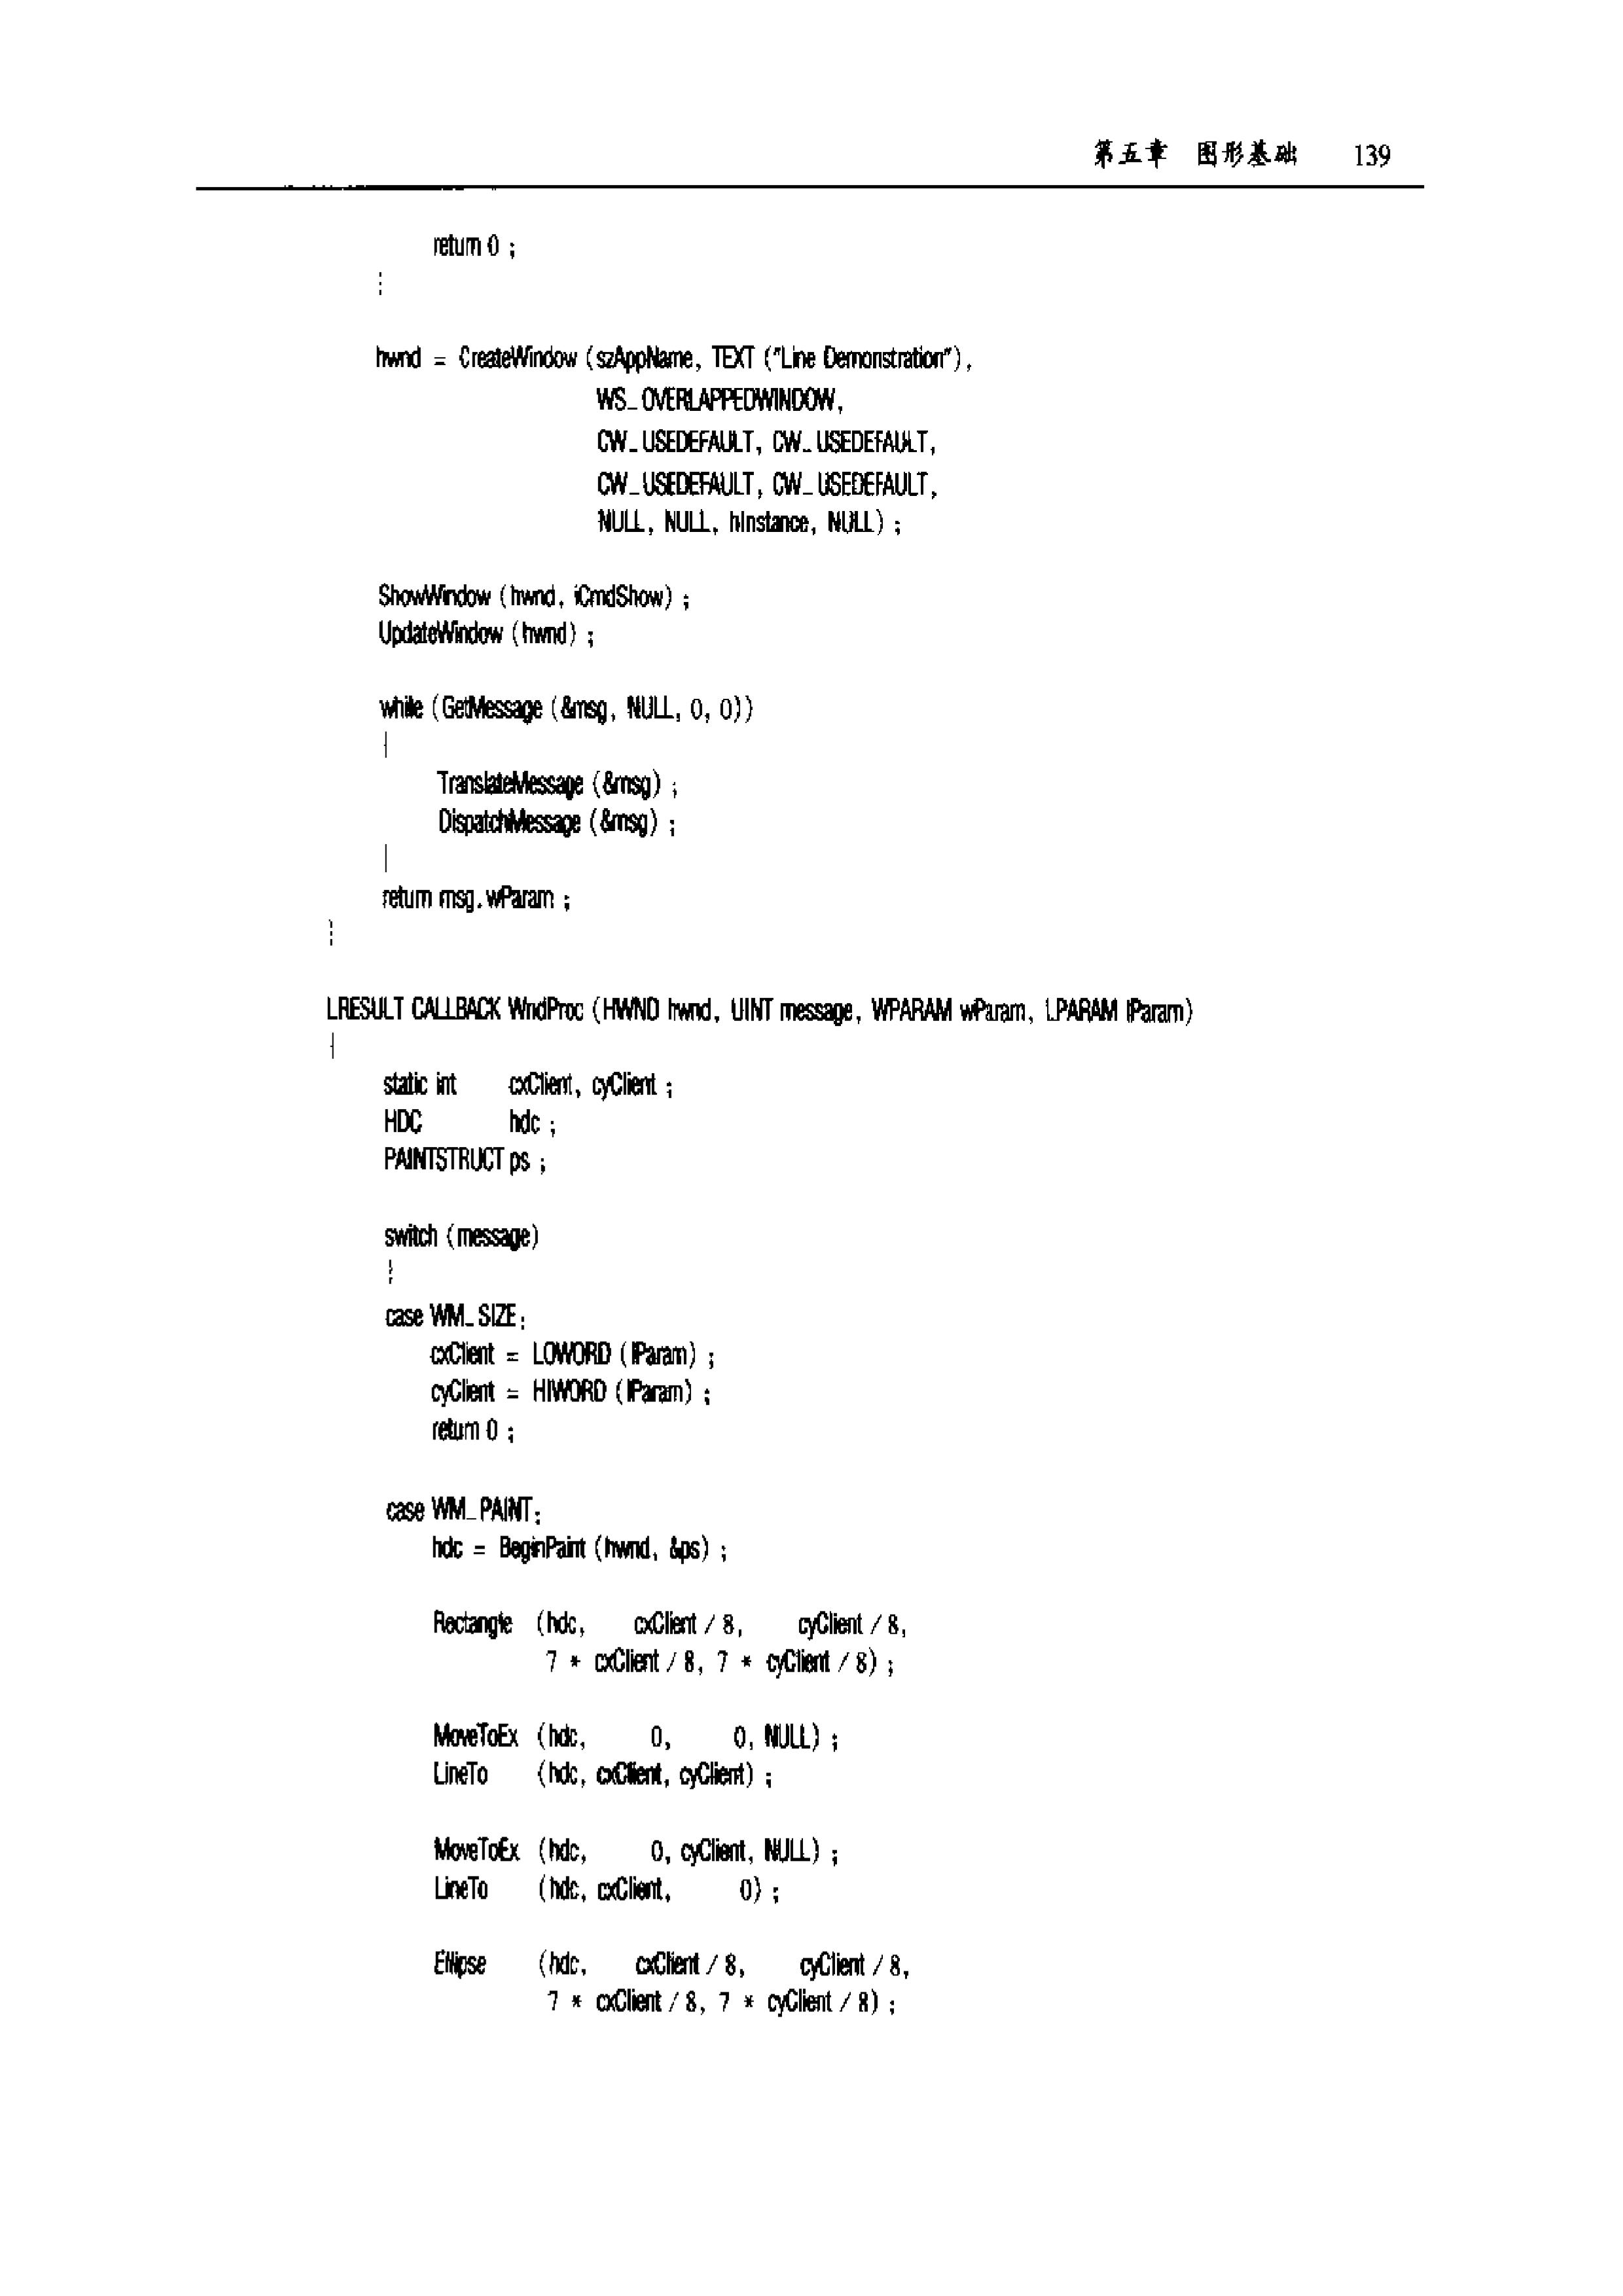 第五章 图形基础 139
return 0 ;
}
hwnd = CreateWindow (szAppName, TEXT ("Line Demonstration"),
WS_OVERLAPPEDWINDOW,
CW_USEDEFAULT, CW_USEDEFAULT,
CW_USEDEFAULT, CW_USEDEFAULT,
NULL, NULL, hInstance, NULL) ;
ShowWindow (hwnd, iCmdShow) ;
UpdateWindow (hwnd) ;
while (GetMessage (&msg, NULL, 0, 0))
{
TranslateMessage (&msg) ;
DispatchMessage (&msg) ;
}
return msg.wParam ;
}
LRESULT CALLBACK WndProc (HWND hwnd, UINT message, WPARAM wParam, LPARAM lParam)
{
static int cxClient, cyClient ;
HDC hdc ;
PAINTSTRUCT ps ;
switch (message)
{
case WM_SIZE:
cxClient = LOWORD (lParam) ;
cyClient = HIWORD (lParam) ;
return 0 ;
case WM_PAINT:
hdc = BeginPaint (hwnd, &ps) ;
Rectangle (hdc, cxClient / 8, cyClient / 8,
7 * cxClient / 8, 7 * cyClient / 8) ;
MoveToEx (hdc, 0, 0, NULL) ;
LineTo (hdc, cxClient, cyClient) ;
MoveToEx (hdc, 0, cyClient, NULL) ;
LineTo (hdc, cxClient, 0) ;
Ellipse (hdc, cxClient / 8, cyClient / 8,
7 * cxClient / 8, 7 * cyClient / 8) ;